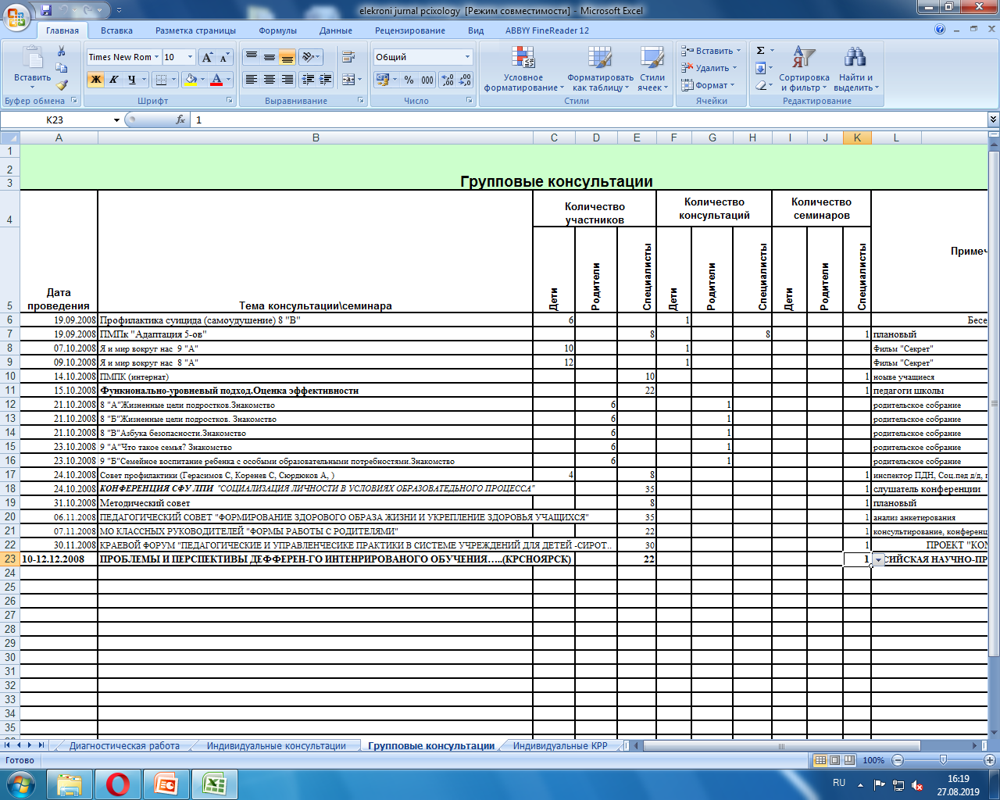 elekroni jurnal pcixology [Режим совместимости] - Microsoft Excel
Главная Вставка Разметка страницы Формулы Данные Рецензирование Вид ABBYY FineReader 12
Вставить
Буфер обмена
Times New Rom 10
Ж К Ч
Шрифт
Выравнивание
Общий
% 000
Число
Условное форматирование
Форматировать как таблицу
Стили ячеек
Стили
Вставить
Удалить
Формат
Ячейки
Сортировка и фильтр
Найти и выделить
Редактирование
K23 fx 1
A B C D E F G H I J K L
1
2
3 Групповые консультации
4 Количество участников Количество консультаций Количество семинаров
5 Дата проведения Тема консультации\семинара Дети Родители Специалисты Дети Родители Специалисты Дети Родители Специалисты Примеч
6 19.09.2008 Профилактика суицида (самоудушение) 8 "В" 6 1 Бесе
7 19.09.2008 ПМПк "Адаптация 5-ов" 8 8 1 плановый
8 07.10.2008 Я и мир вокруг нас 9 "А" 10 1 Фильм "Секрет"
9 09.10.2008 Я и мир вокруг нас 8 "А" 12 1 Фильм "Секрет"
10 14.10.2008 ПМПК (интернат) 10 1 ноыве учащиеся
11 15.10.2008 Функионально-уровневый подход.Оценка эффективности 22 1 педагоги школы
12 21.10.2008 8 "А"Жизненные цели подростков.Знакомство 6 1 родительское собрание
13 21.10.2008 8 "Б"Жизненные цели подростков. Знакомство 6 1 родительское собрание
14 21.10.2008 8 "В"Азбука безопасности.Знакомство 6 1 родительское собрание
15 23.10.2008 9 "А"Что такое семья? Знакомство 6 1 родительское собрание
16 23.10.2008 9 "Б"Семейное воспитание ребенка с особыми образовательными потребностями.Знакомство 6 1 родительское собрание
17 24.10.2008 Совет профилактики (Герасимов С, Коренев С, Сюрдюков А, ) 4 8 1 инспектор ПДН, Соц.пед д/д, п
18 24.10.2008 КОНФЕРЕНЦИЯ СФУ ЛПИ "СОЦИАЛИЗАЦИЯ ЛИЧНОСТИ В УСЛОВИЯХ ОБРАЗОВАТЕДЬНОГО ПРОЦЕССА" 35 1 слушатель конференции
19 31.10.2008 Методический совет 8 1 плановый
20 06.11.2008 ПЕДАГОГИЧЕСКИЙ СОВЕТ "ФОРМИРОВАНИЕ ЗДОРОВОГО ОБРАЗА ЖИЗНИ И УКРЕПЛЕНИЕ ЗДОРОВЬЯ УЧАЩИХСЯ" 35 1 анализ анкетирования
21 07.11.2008 МО КЛАССНЫХ РУКОВОДИТЕЛЕЙ "ФОРМЫ РАБОТЫ С РОДИТЕЛЯМИ" 22 1 консультирование, конференц
22 30.11.2008 КРАЕВОЙ ФОРУМ "ПЕДАГОГИЧЕСКИЕ И УПРАВЛЕНЧЕСИКЕ ПРАКТИКИ В СИСТЕМЕ УЧРЕЖДЕНИЙ ДЛЯ ДЕТЕЙ -СИРОТ.. 30 1 ПРОЕКТ "КОМ
23 10-12.12.2008 ПРОБЛЕМЫ И ПЕРСПЕКТИВЫ ДЕФФЕРЕН-ГО ИНТЕНРИРОВАНОГО ОБУЧЕНИЯ…..(КРСНОЯРСК) 22 1 СИЙСКАЯ НАУЧНО-ПР
24
25
26
27
28
29
30
31
32
33
34
35
Диагностическая работа Индивидуальные консультации Групповые консультации Индивидуальные КРР
Готово 100%
RU 16:19
27.08.2019